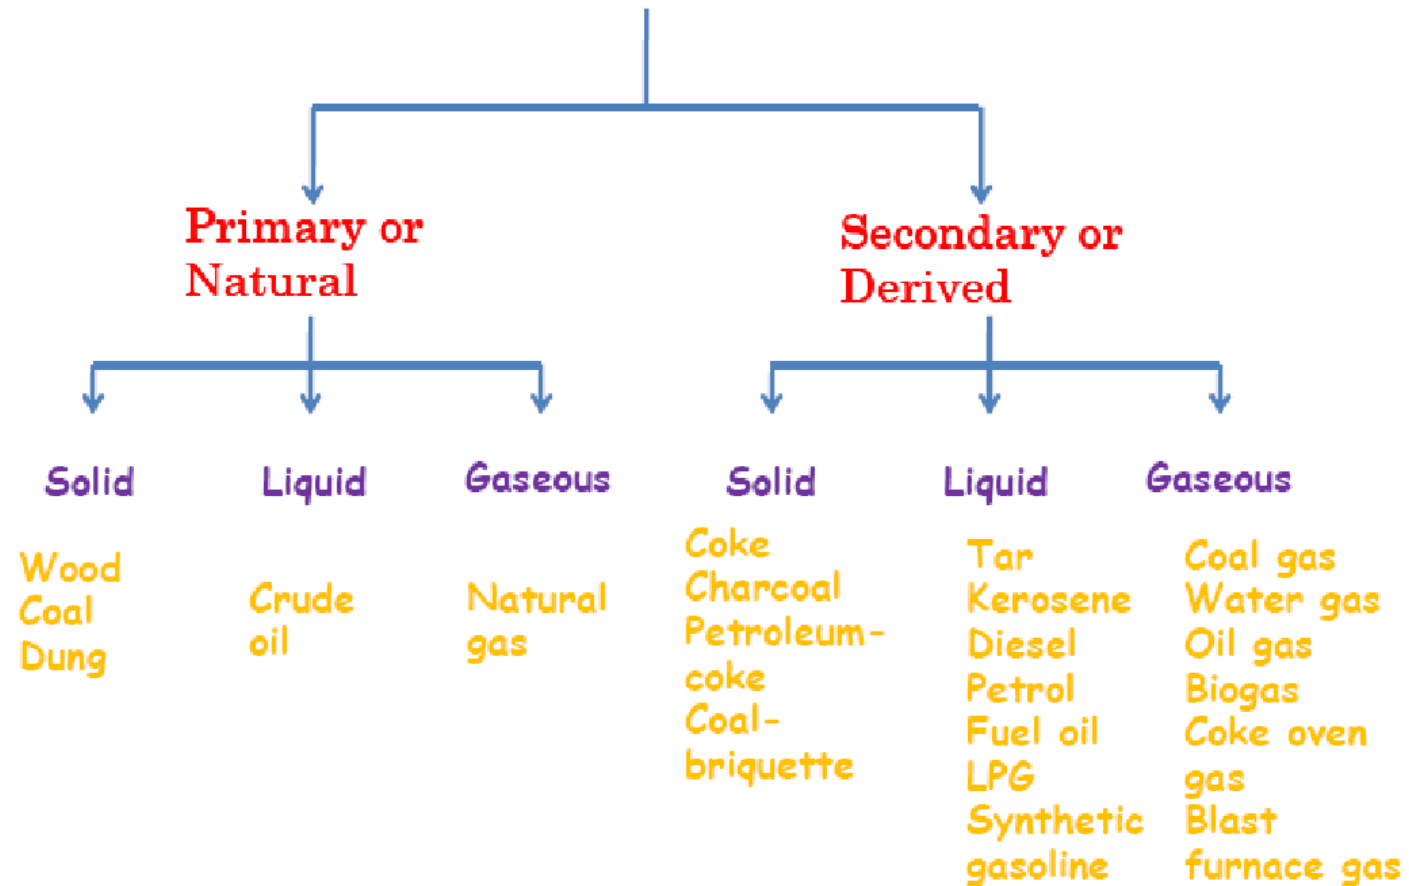 Primary or
Natural
Secondary or
Derived
Solid
Liquid
Gaseous
Solid
Liquid
Gaseous
Wood
Coal
Dung
Crude
oil
Natural
gas
Coke
Charcoal
Petroleum-
coke
Coal-
briquette
Tar
Kerosene
Diesel
Petrol
Fuel oil
LPG
Synthetic
gasoline
Coal gas
Water gas
Oil gas
Biogas
Coke oven
gas
Blast
furnace gas